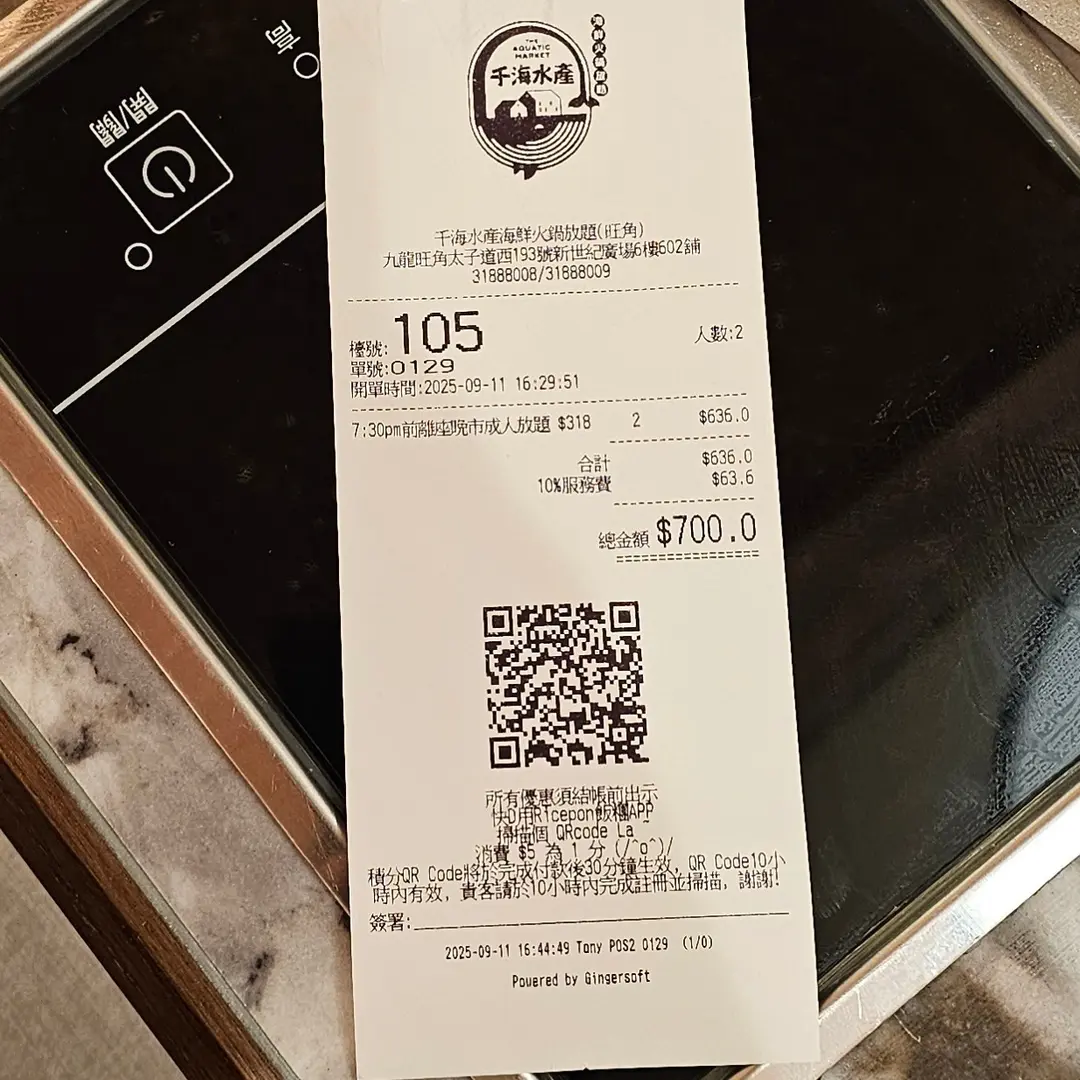 高
開/關
THE
AQUATIC
MARKET
千海水產
海鮮火鍋放題
千海水產海鮮火鍋放題(旺角)
九龍旺角太子道西193號新世紀廣場6樓602舖
31888008/31888009
檯號:105 人數:2
單號:0129
開單時間:2025-09-11 16:29:51
7:30pm前離座晚市成人放題 $318 2 $636.0
合計 $636.0
10%服務費 $63.6
總金額 $700.0
所有優惠須結帳前出示
快D用Ricepon飯糰APP
掃描個 QRcode La~
消費 $5 為 1 分 (/^o^)/
積分QR Code將於完成付款後30分鐘生效, QR Code10小
時內有效, 貴客請於10小時內完成註冊並掃描, 謝謝!
簽署:
2025-09-11 16:44:49 Tony POS2 0129 (1/0)
Powered by Gingersoft